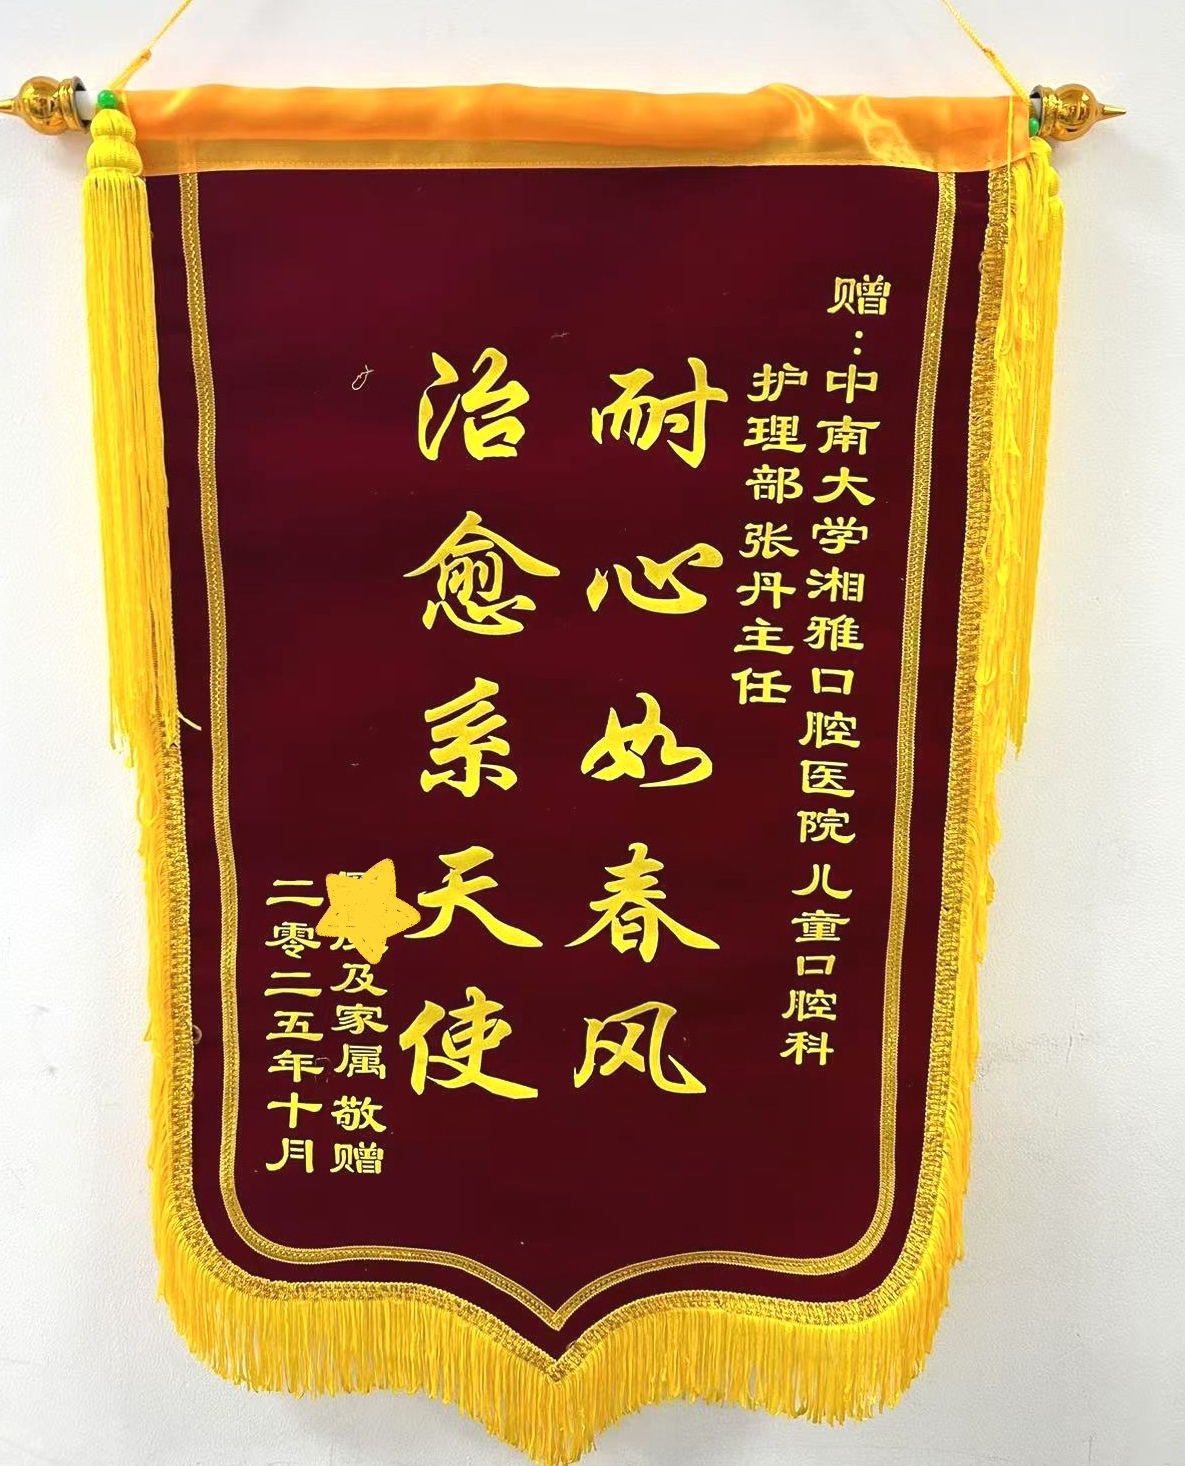 赠:中南大学湘雅口腔医院儿童口腔科
护理部张丹主任
耐心如春风
治愈系天使
及家属 敬赠
二零二五年十月